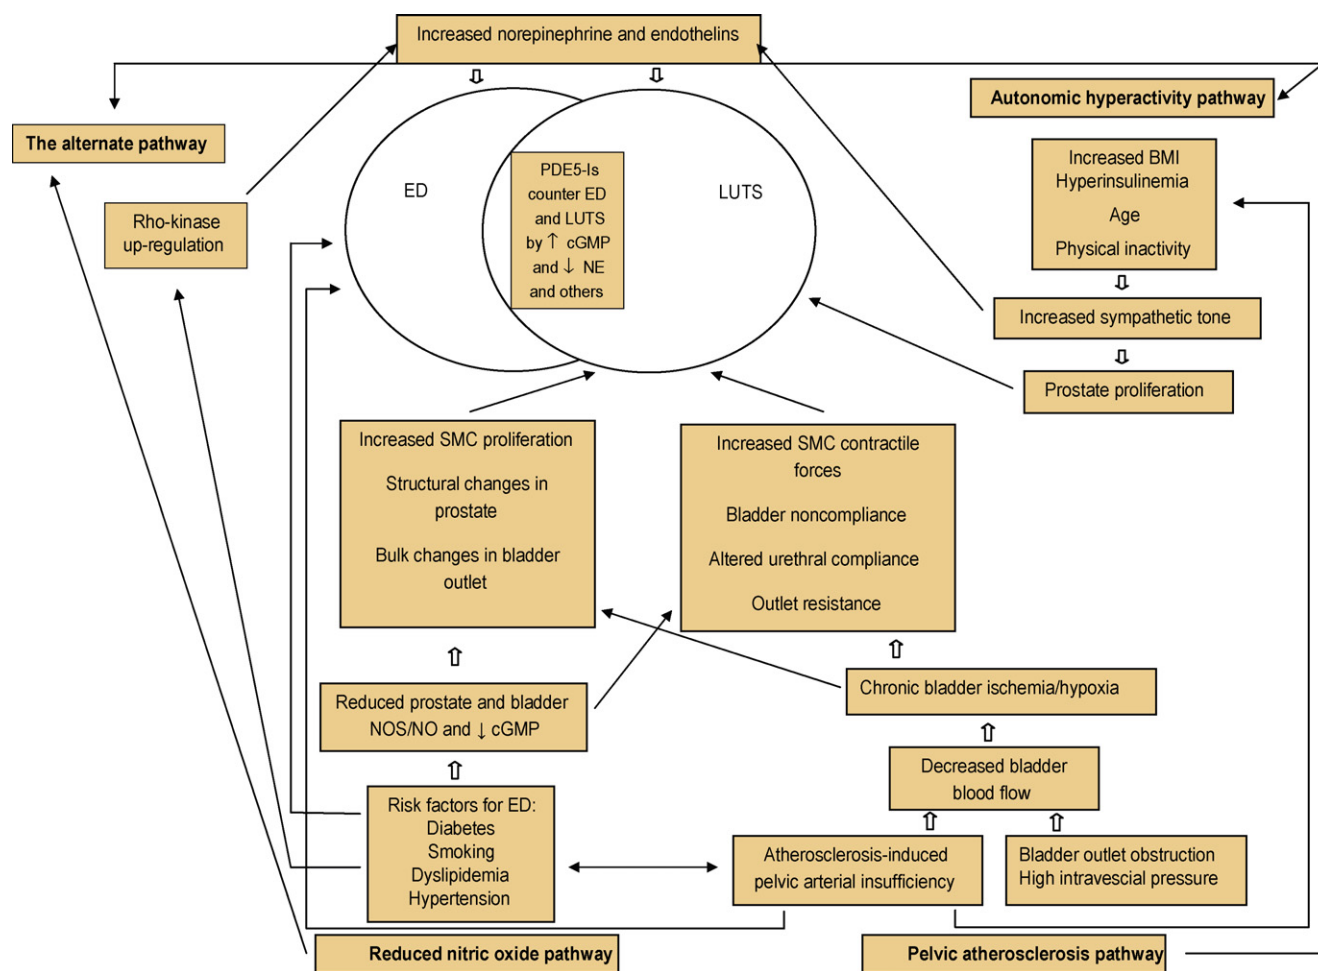 Increased norepinephrine and endothelins
Autonomic hyperactivity pathway
The alternate pathway
Increased BMI
Hyperinsulinemia
Age
Physical inactivity
Rho-kinase
up-regulation
ED
PDE5-Is
counter ED
and LUTS
by ↑ cGMP
and ↓ NE
and others
LUTS
Increased sympathetic tone
Prostate proliferation
Increased SMC proliferation
Structural changes in
prostate
Bulk changes in bladder
outlet
Increased SMC contractile
forces
Bladder noncompliance
Altered urethral compliance
Outlet resistance
Reduced prostate and bladder
NOS/NO and ↓ cGMP
Chronic bladder ischemia/hypoxia
Decreased bladder
blood flow
Risk factors for ED:
Diabetes
Smoking
Dyslipidemia
Hypertension
Atherosclerosis-induced
pelvic arterial insufficiency
Bladder outlet obstruction
High intravescial pressure
Reduced nitric oxide pathway
Pelvic atherosclerosis pathway